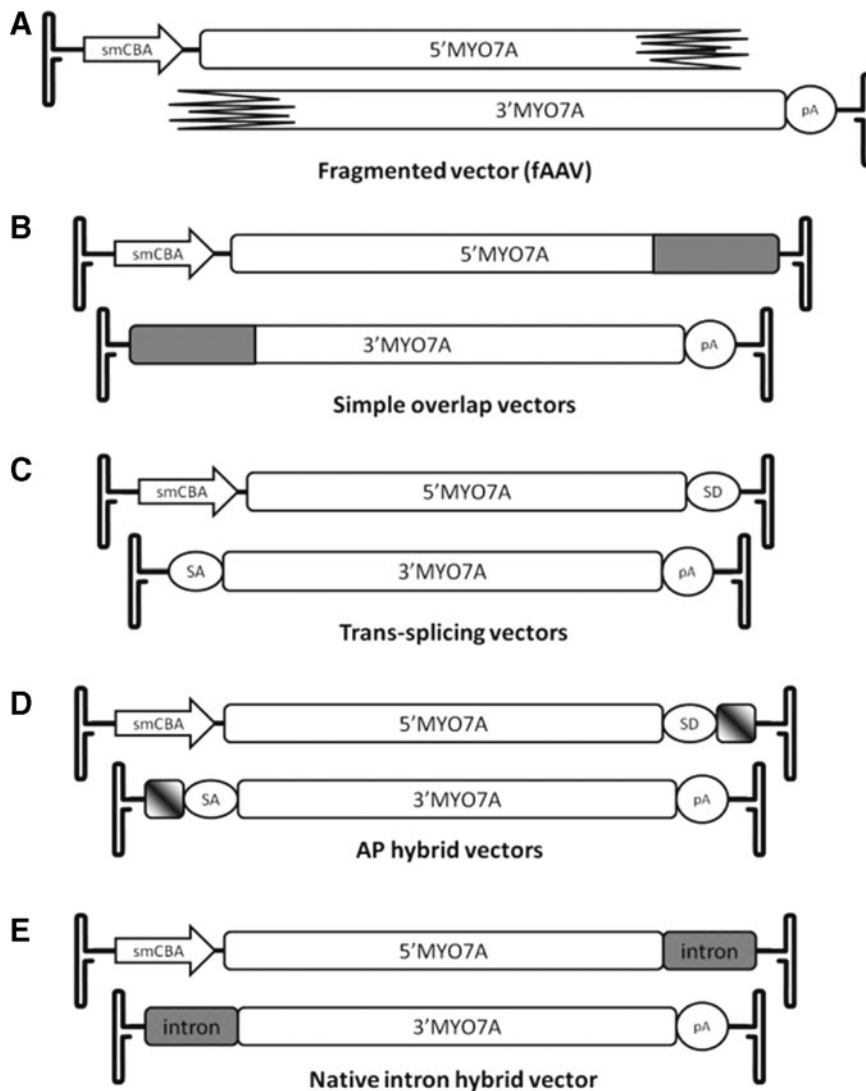 A
smCBA 5'MYO7A
3'MYO7A pA
Fragmented vector (fAAV)
B
smCBA 5'MYO7A
3'MYO7A pA
Simple overlap vectors
C
smCBA 5'MYO7A SD
SA 3'MYO7A pA
Trans-splicing vectors
D
smCBA 5'MYO7A SD
SA 3'MYO7A pA
AP hybrid vectors
E
smCBA 5'MYO7A intron
intron 3'MYO7A pA
Native intron hybrid vector